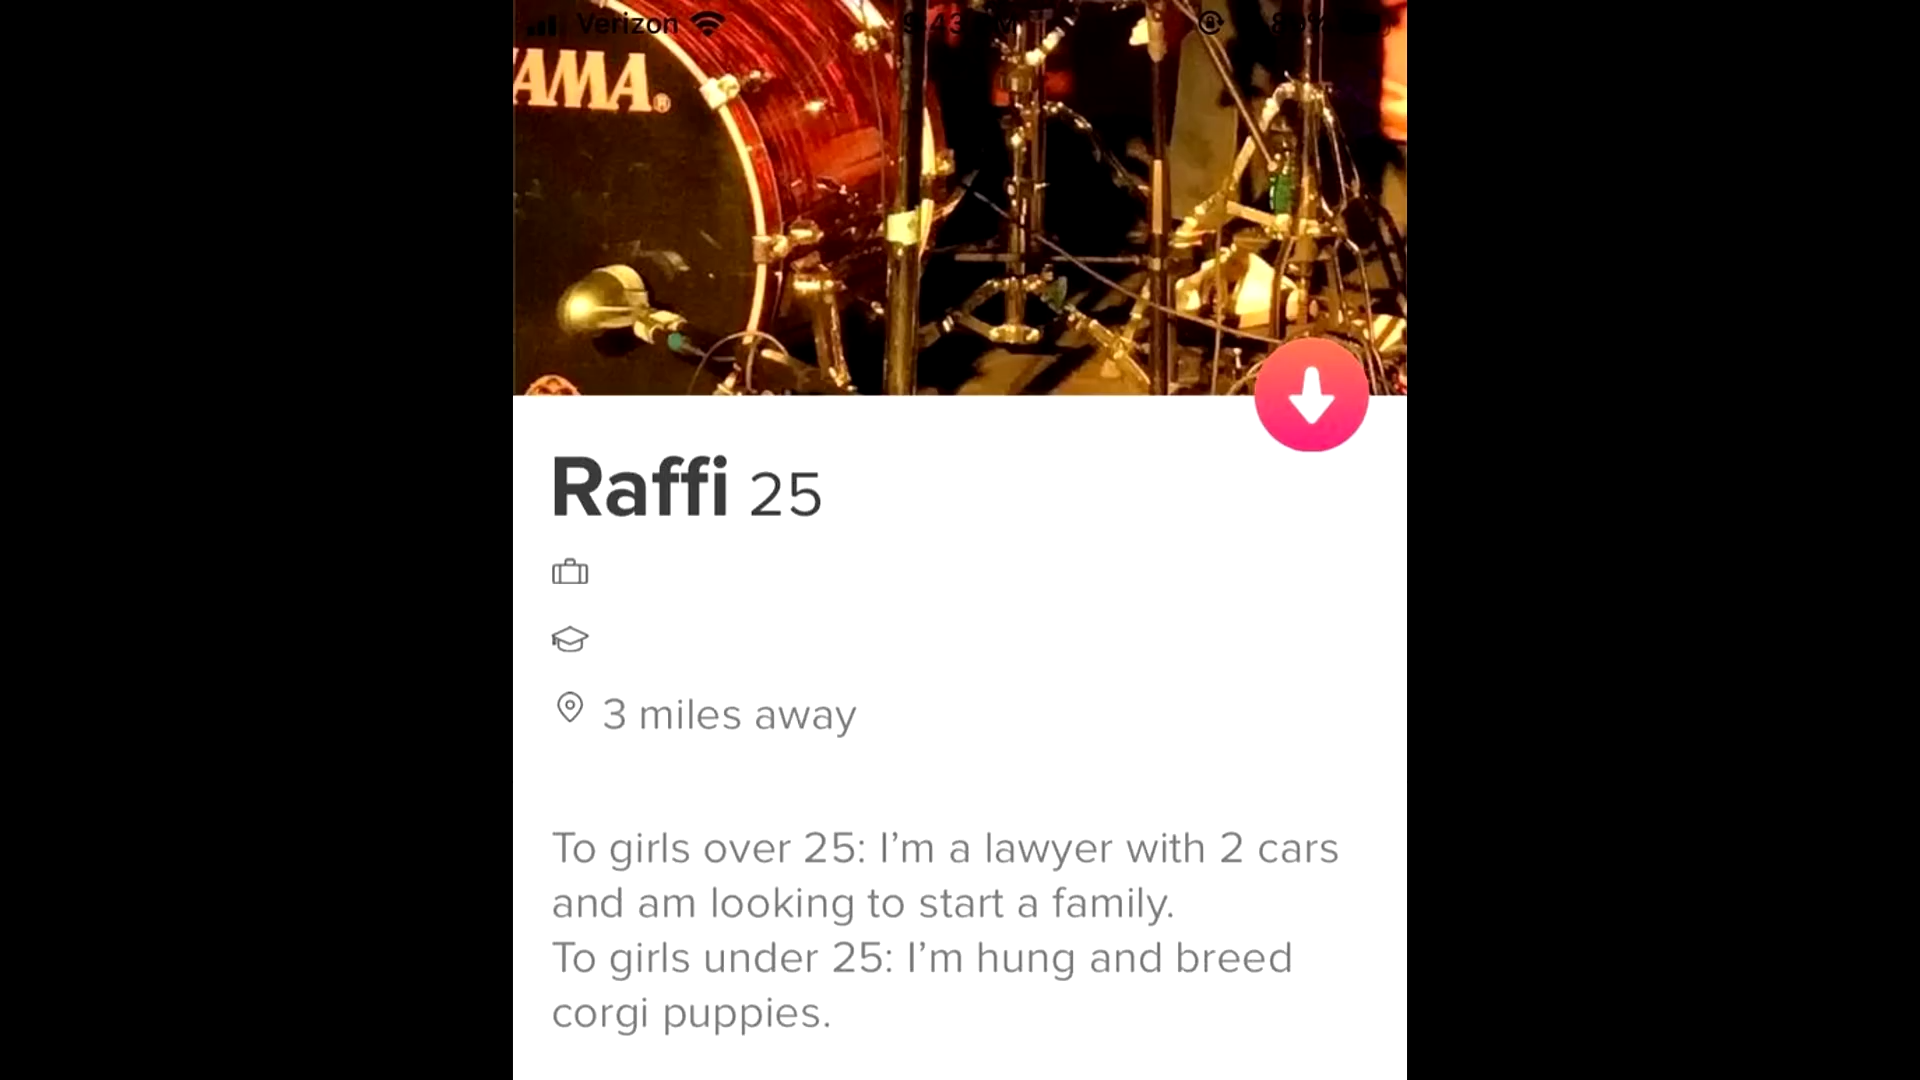 Verizon
AMA®
Raffi 25
3 miles away
To girls over 25: I’m a lawyer with 2 cars
and am looking to start a family.
To girls under 25: I’m hung and breed
corgi puppies.